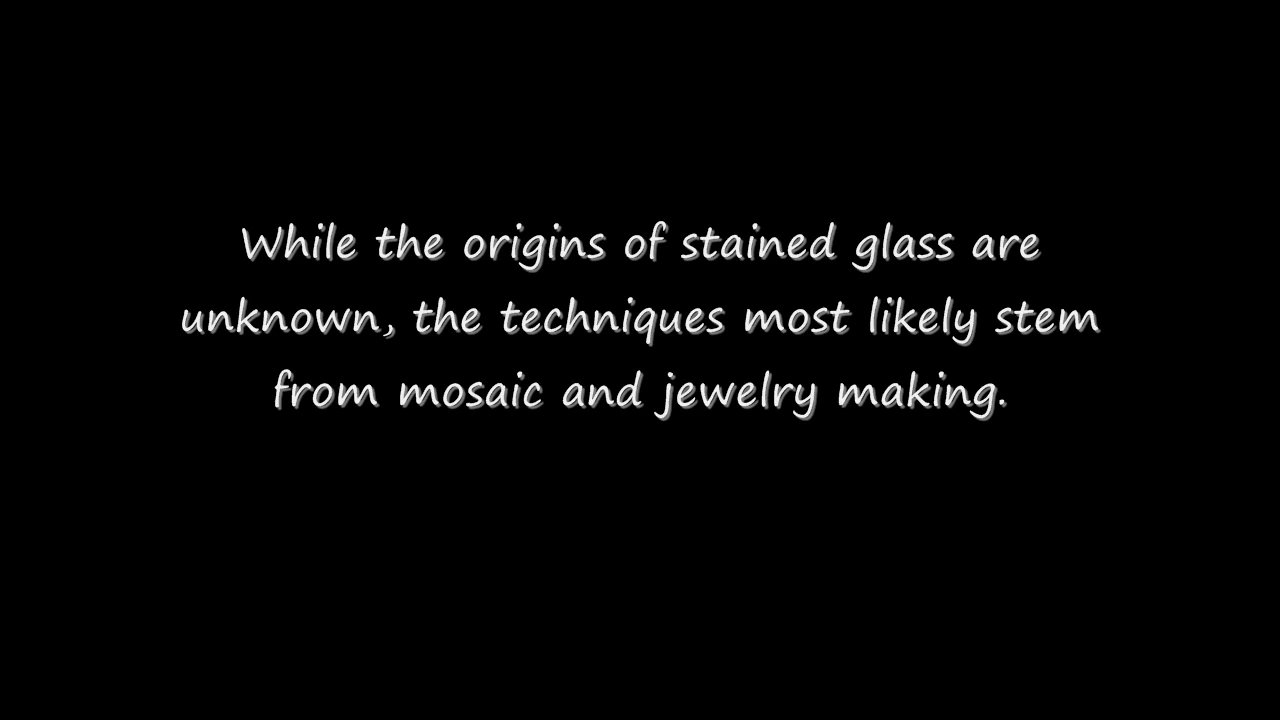 While the origins of stained glass are
unknown, the techniques most likely stem
from mosaic and jewelry making.